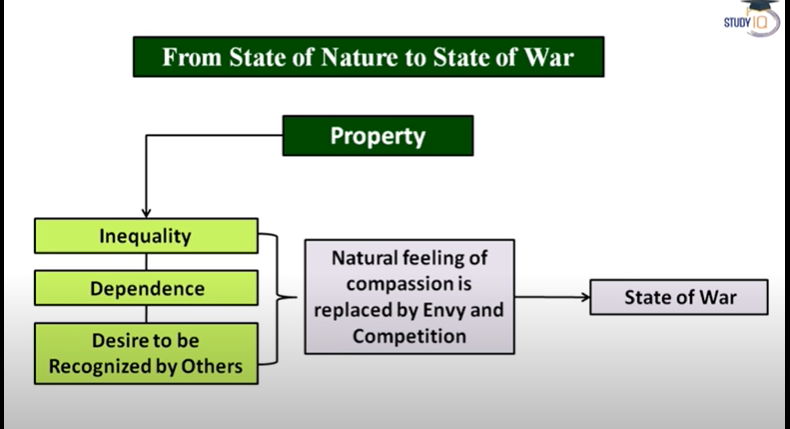 STUDY IQ
From State of Nature to State of War
Property
Inequality
Dependence
Desire to be
Recognized by Others
Natural feeling of
compassion is
replaced by Envy and
Competition
State of War